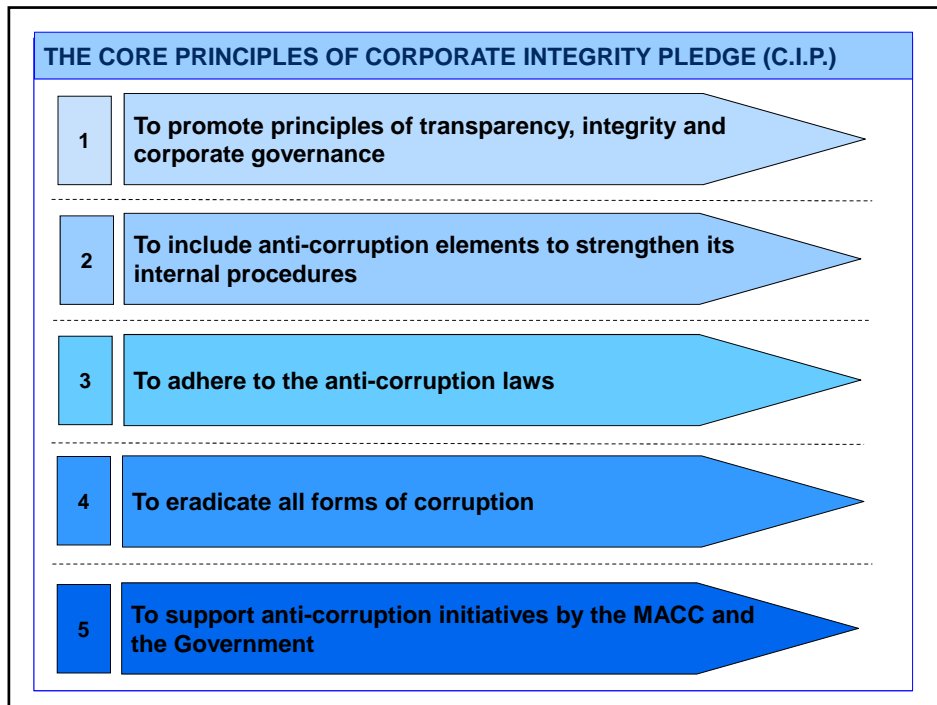 THE CORE PRINCIPLES OF CORPORATE INTEGRITY PLEDGE (C.I.P.)
1
To promote principles of transparency, integrity and
corporate governance
2
To include anti-corruption elements to strengthen its
internal procedures
3
To adhere to the anti-corruption laws
4
To eradicate all forms of corruption
5
To support anti-corruption initiatives by the MACC and
the Government